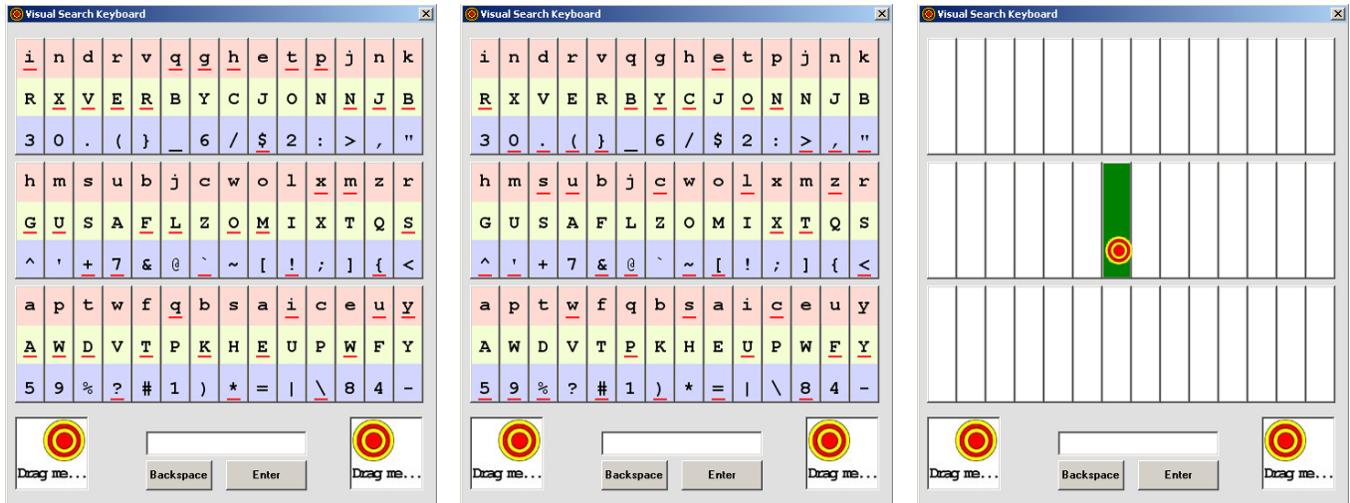 Visual Search Keyboard
i n d r v q g h e t p j n k
R X V E R B Y C J O N N J B
3 0 . ( } _ 6 / $ 2 : > , "
h m s u b j c w o l x m z r
G U S A F L Z O M I X T Q S
^ ' + 7 & @ ` ~ [ ! ; ] { <
a p t w f q b s a i c e u y
A W D V T P K H E U P W F Y
5 9 % ? # 1 ) * = | \ 8 4 -
Drag me...
Backspace
Enter
Drag me...
Visual Search Keyboard
i n d r v q g h e t p j n k
R X V E R B Y C J O N N J B
3 0 . ( } _ 6 / $ 2 : > , "
h m s u b j c w o l x m z r
G U S A F L Z O M I X T Q S
^ ' + 7 & @ ` ~ [ ! ; ] { <
a p t w f q b s a i c e u y
A W D V T P K H E U P W F Y
5 9 % ? # 1 ) * = | \ 8 4 -
Drag me...
Backspace
Enter
Drag me...
Visual Search Keyboard
Drag me...
Backspace
Enter
Drag me...